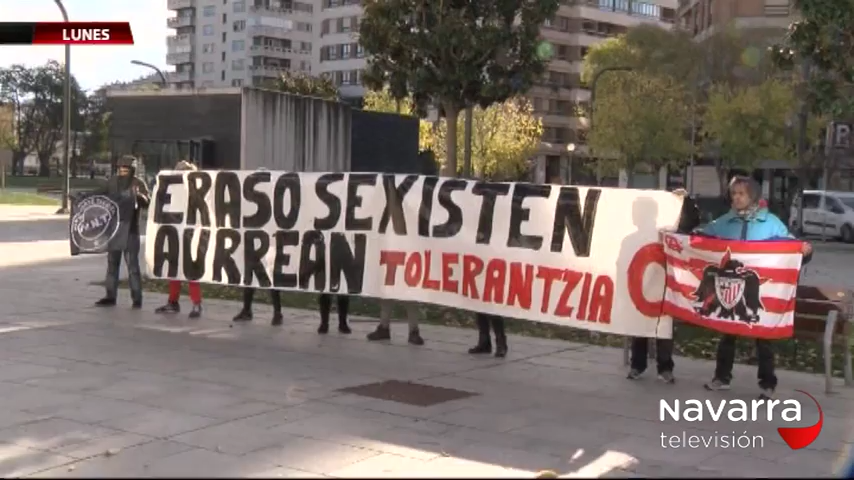 LUNES
ERASO SEXISTEN
AURREAN TOLERANTZIA
Navarra
televisión